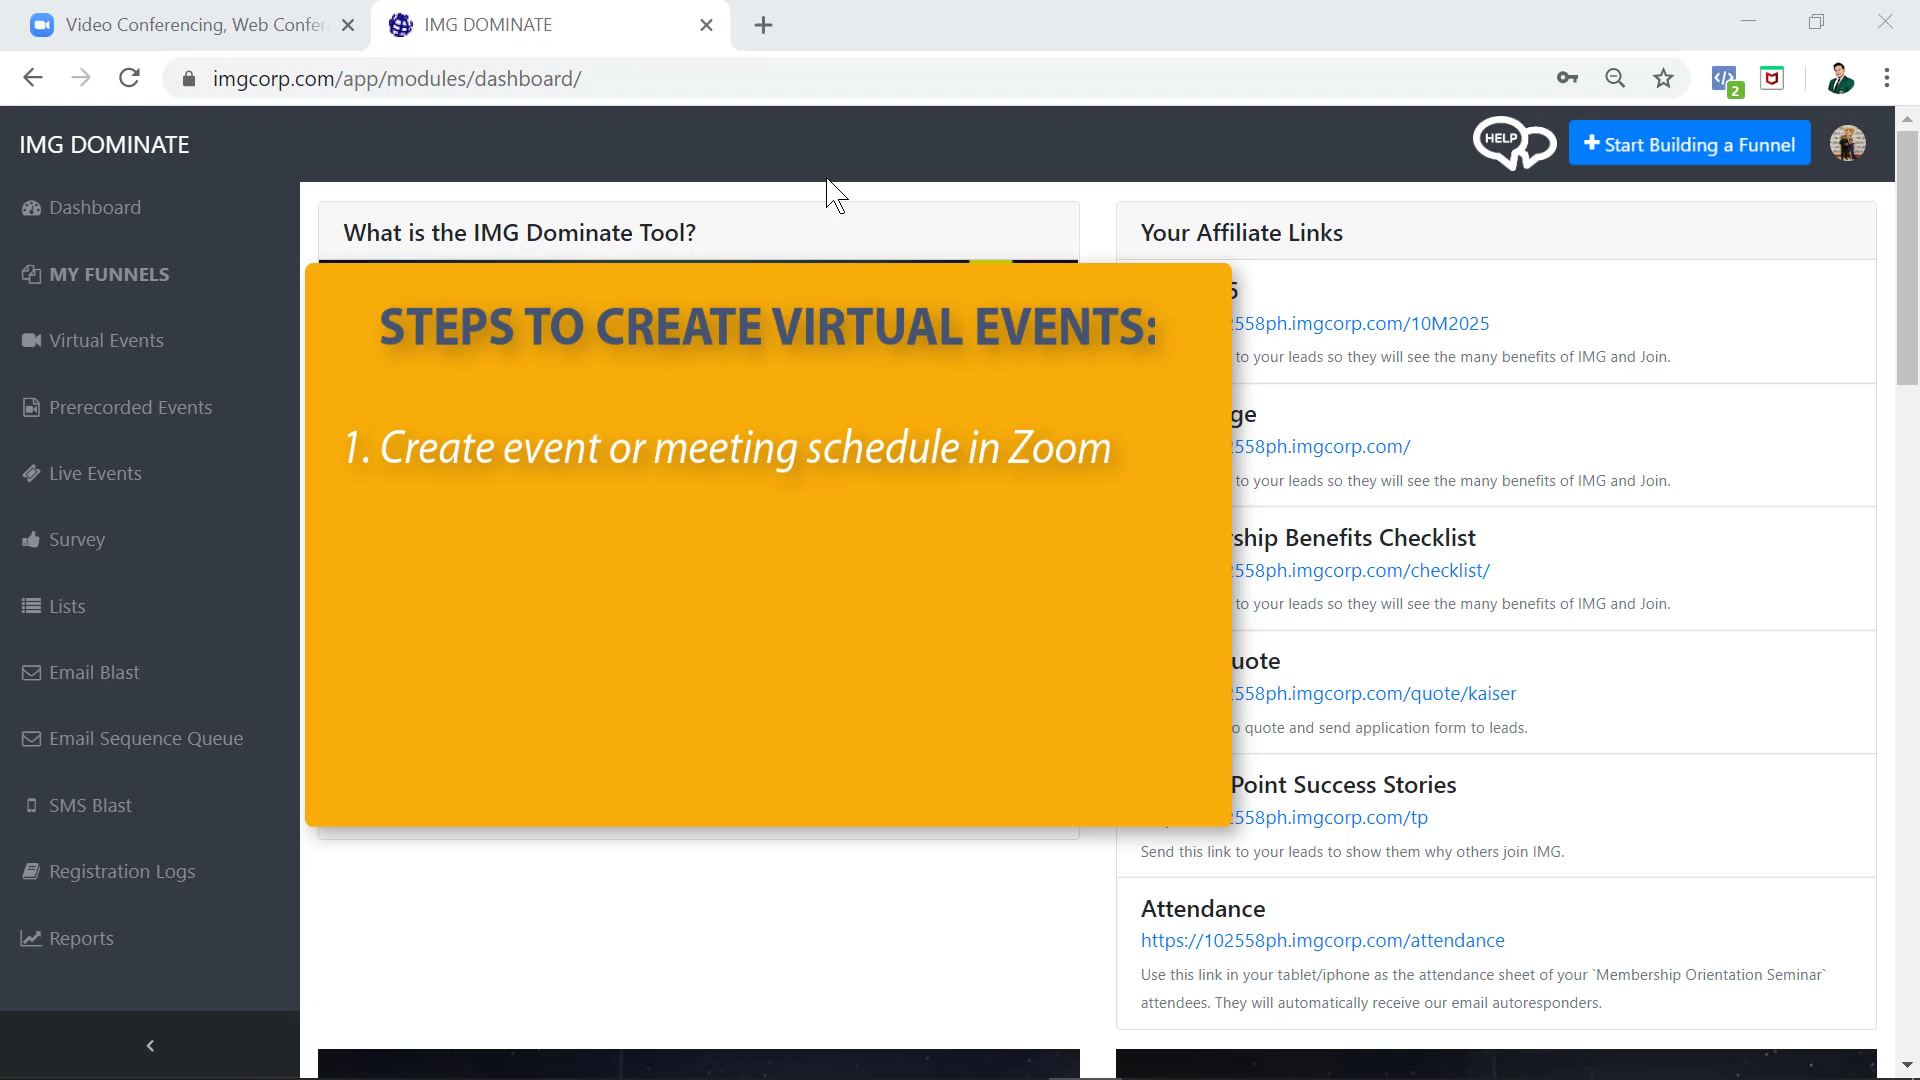 Video Conferencing, Web Confer
IMG DOMINATE
imgcorp.com/app/modules/dashboard/
2
IMG DOMINATE
HELP
Start Building a Funnel
Dashboard
MY FUNNELS
Virtual Events
Prerecorded Events
Live Events
Survey
Lists
Email Blast
Email Sequence Queue
SMS Blast
Registration Logs
Reports
What is the IMG Dominate Tool?
STEPS TO CREATE VIRTUAL EVENTS:
1. Create event or meeting schedule in Zoom
Your Affiliate Links
5
558ph.imgcorp.com/10M2025
to your leads so they will see the many benefits of IMG and Join.
ge
558ph.imgcorp.com/
to your leads so they will see the many benefits of IMG and Join.
ship Benefits Checklist
558ph.imgcorp.com/checklist/
to your leads so they will see the many benefits of IMG and Join.
uote
558ph.imgcorp.com/quote/kaiser
o quote and send application form to leads.
Point Success Stories
558ph.imgcorp.com/tp
Send this link to your leads to show them why others join IMG.
Attendance
https://102558ph.imgcorp.com/attendance
Use this link in your tablet/iphone as the attendance sheet of your `Membership Orientation Seminar`
attendees. They will automatically receive our email autoresponders.